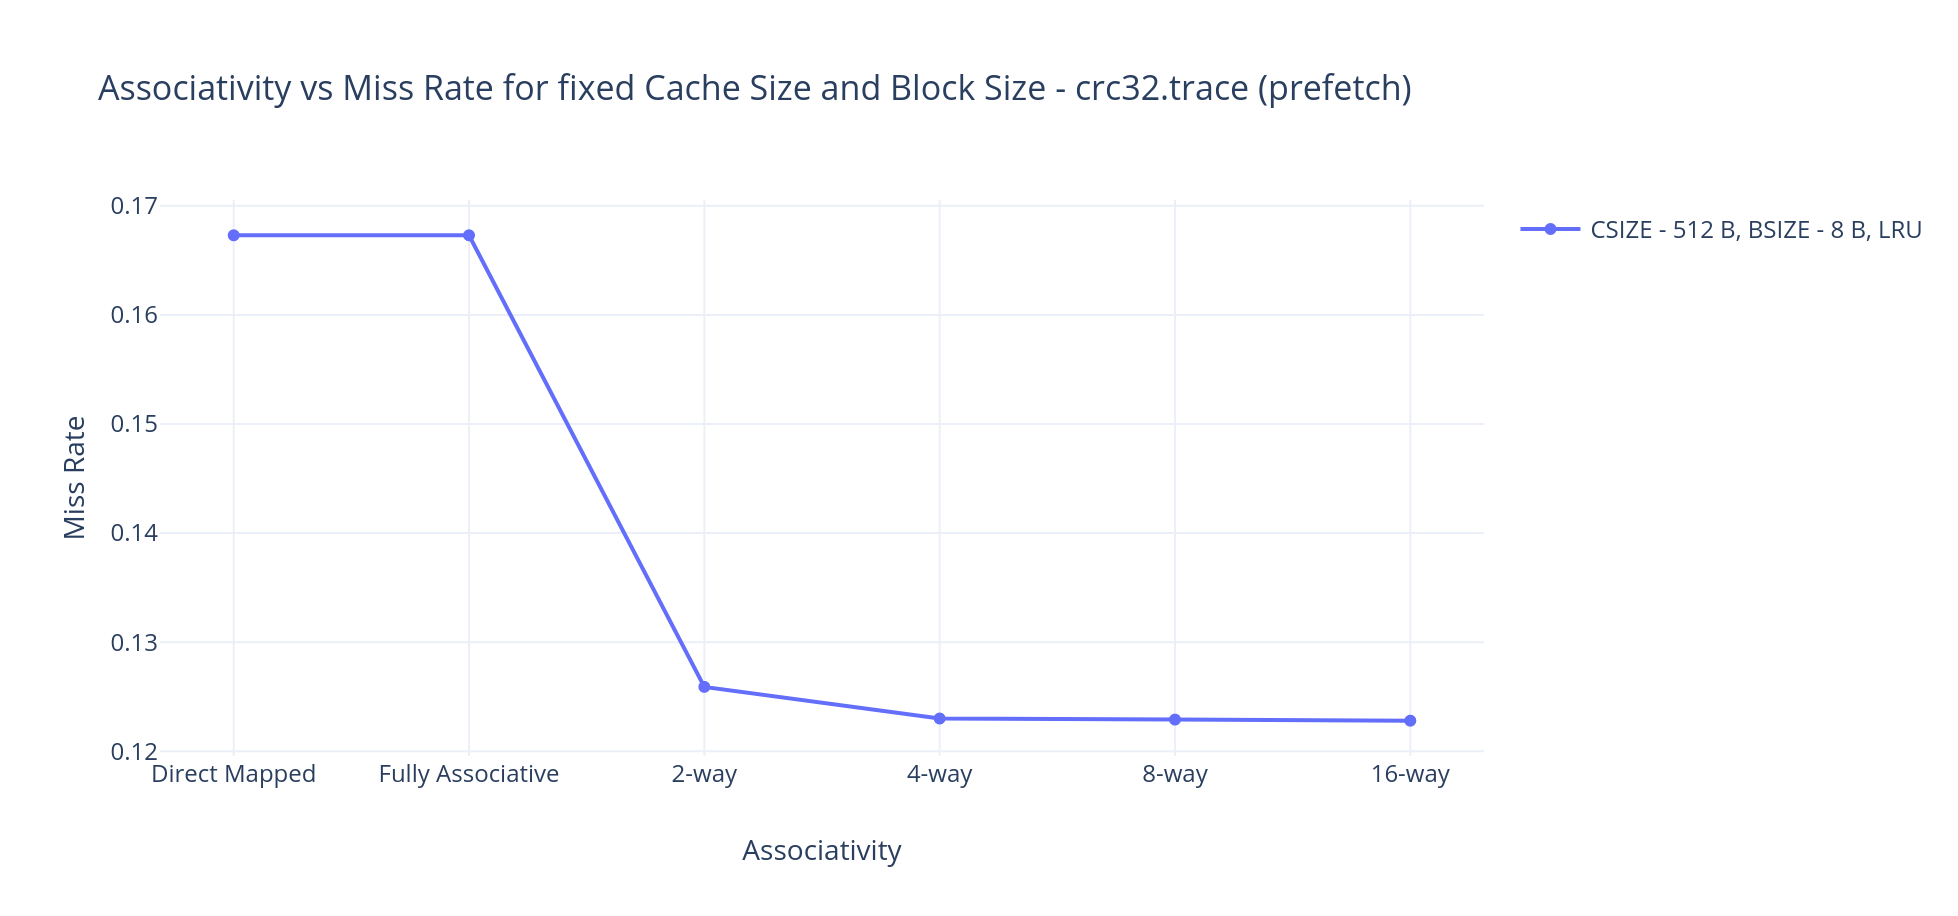 Associativity vs Miss Rate for fixed Cache Size and Block Size - crc32.trace (prefetch)
CSIZE - 512 B, BSIZE - 8 B, LRU
Miss Rate
0.17
0.16
0.15
0.14
0.13
0.12
Direct Mapped Fully Associative 2-way 4-way 8-way 16-way
Associativity